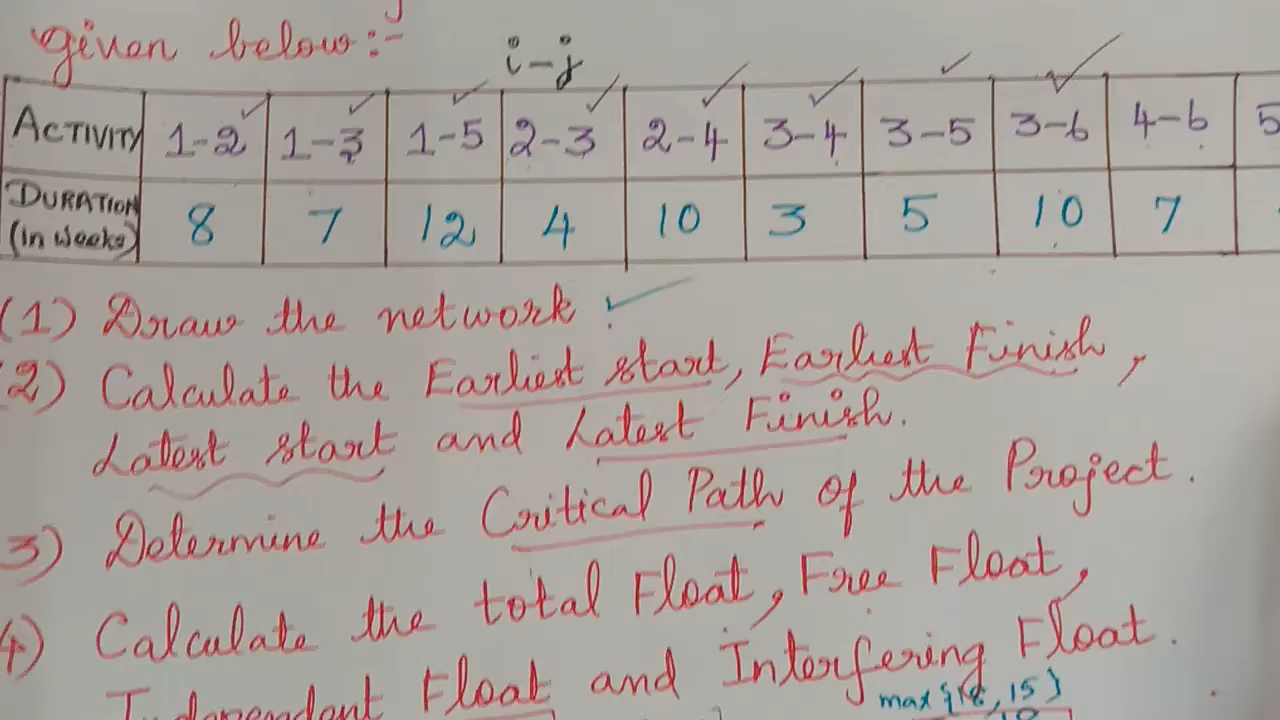 given below:-
i-j
ACTIVITY 1-2 1-3 1-5 2-3 2-4 3-4 3-5 3-6 4-6 5
DURATION (in weeks) 8 7 12 4 10 3 5 10 7
(1) Draw the network.
2) Calculate the Earliest start, Earliest Finish,
Latest start and Latest Finish.
3) Determine the Critical Path of the Project.
4) Calculate the total Float, Free Float,
Independent Float and Interfering Float.
max{18, 15}
18